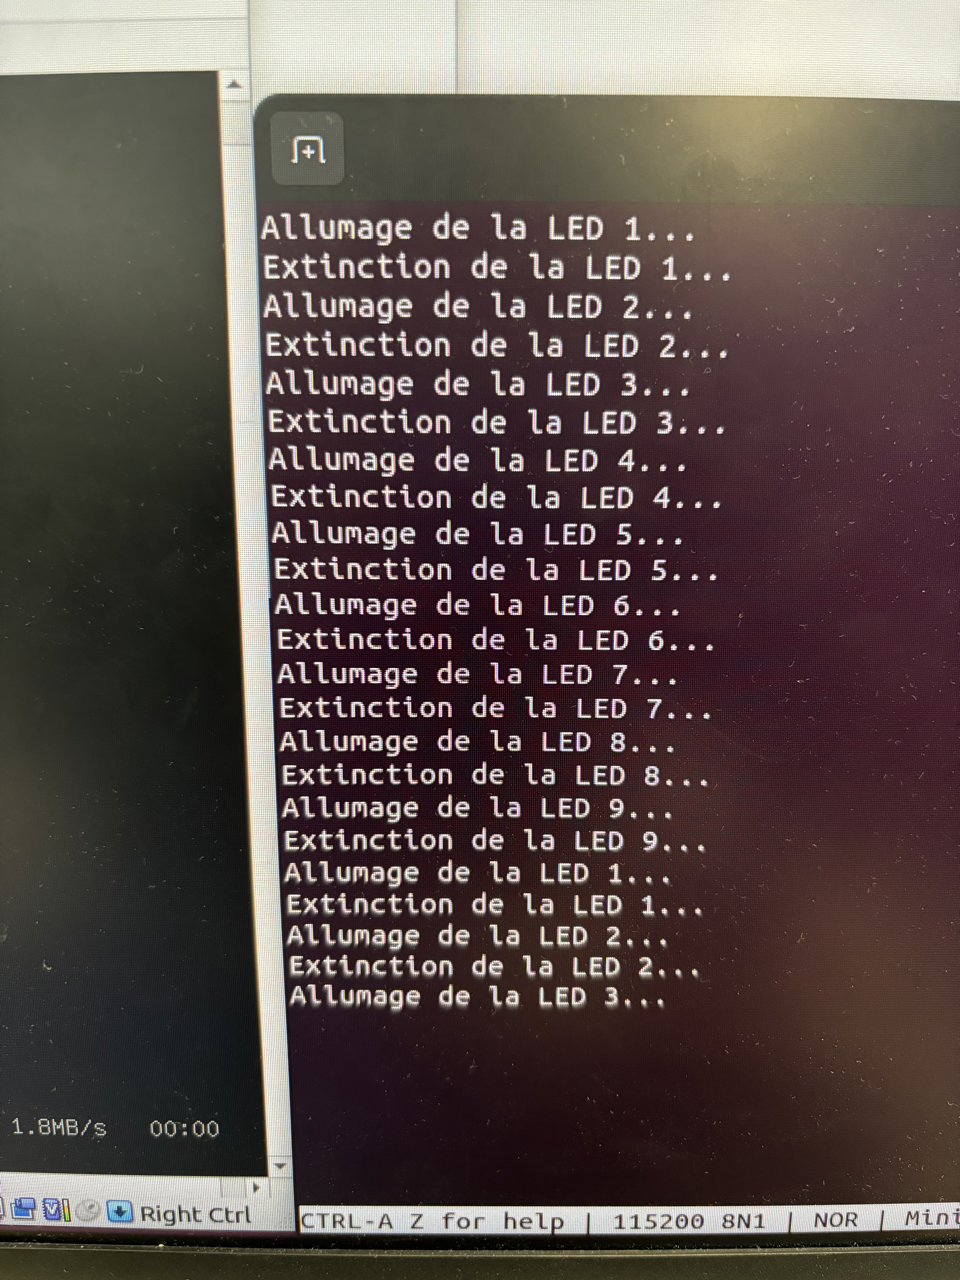 Allumage de la LED 1...
Extinction de la LED 1...
Allumage de la LED 2...
Extinction de la LED 2...
Allumage de la LED 3...
Extinction de la LED 3...
Allumage de la LED 4...
Extinction de la LED 4...
Allumage de la LED 5...
Extinction de la LED 5...
Allumage de la LED 6...
Extinction de la LED 6...
Allumage de la LED 7...
Extinction de la LED 7...
Allumage de la LED 8...
Extinction de la LED 8...
Allumage de la LED 9...
Extinction de la LED 9...
Allumage de la LED 1...
Extinction de la LED 1...
Allumage de la LED 2...
Extinction de la LED 2...
Allumage de la LED 3...
1.8MB/s 00:00
Right Ctrl
CTRL-A Z for help | 115200 8N1 | NOR | Mini